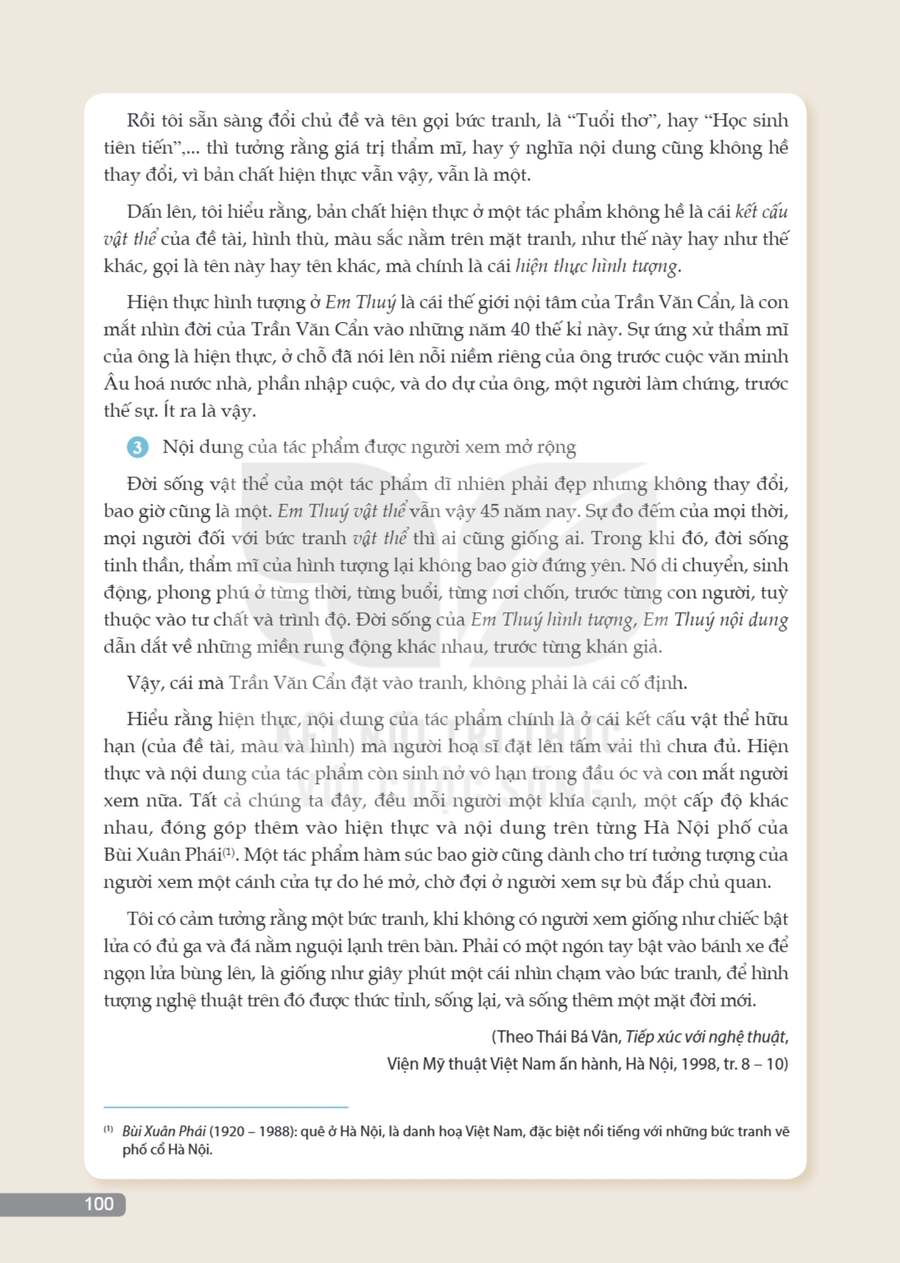 Rồi tôi sẵn sàng đổi chủ đề và tên gọi bức tranh, là “Tuổi thơ”, hay “Học sinh
tiên tiến”,... thì tưởng rằng giá trị thẩm mĩ, hay ý nghĩa nội dung cũng không hề
thay đổi, vì bản chất hiện thực vẫn vậy, vẫn là một.
Dấn lên, tôi hiểu rằng, bản chất hiện thực ở một tác phẩm không hề là cái kết cấu
vật thể của đề tài, hình thù, màu sắc nằm trên mặt tranh, như thế này hay như thế
khác, gọi là tên này hay tên khác, mà chính là cái hiện thực hình tượng.
Hiện thực hình tượng ở Em Thuý là cái thế giới nội tâm của Trần Văn Cẩn, là con
mắt nhìn đời của Trần Văn Cẩn vào những năm 40 thế kỉ này. Sự ứng xử thẩm mĩ
của ông là hiện thực, ở chỗ đã nói lên nỗi niềm riêng của ông trước cuộc văn minh
Âu hoá nước nhà, phần nhập cuộc, và do dự của ông, một người làm chứng, trước
thế sự. Ít ra là vậy.
3 Nội dung của tác phẩm được người xem mở rộng
Đời sống vật thể của một tác phẩm dĩ nhiên phải đẹp nhưng không thay đổi,
bao giờ cũng là một. Em Thuý vật thể vẫn vậy 45 năm nay. Sự đo đếm của mọi thời,
mọi người đối với bức tranh vật thể thì ai cũng giống ai. Trong khi đó, đời sống
tinh thần, thẩm mĩ của hình tượng lại không bao giờ đứng yên. Nó di chuyển, sinh
động, phong phú ở từng thời, từng buổi, từng nơi chốn, trước từng con người, tuỳ
thuộc vào tư chất và trình độ. Đời sống của Em Thuý hình tượng, Em Thuý nội dung
dẫn dắt về những miền rung động khác nhau, trước từng khán giả.
Vậy, cái mà Trần Văn Cẩn đặt vào tranh, không phải là cái cố định.
Hiểu rằng hiện thực, nội dung của tác phẩm chính là ở cái kết cấu vật thể hữu
hạn (của đề tài, màu và hình) mà người hoạ sĩ đặt lên tấm vải thì chưa đủ. Hiện
thực và nội dung của tác phẩm còn sinh nở vô hạn trong đầu óc và con mắt người
xem nữa. Tất cả chúng ta đây, đều mỗi người một khía cạnh, một cấp độ khác
nhau, đóng góp thêm vào hiện thực và nội dung trên từng Hà Nội phố của
Bùi Xuân Phái(1). Một tác phẩm hàm súc bao giờ cũng dành cho trí tưởng tượng của
người xem một cánh cửa tự do hé mở, chờ đợi ở người xem sự bù đắp chủ quan.
Tôi có cảm tưởng rằng một bức tranh, khi không có người xem giống như chiếc bật
lửa có đủ ga và đá nằm nguội lạnh trên bàn. Phải có một ngón tay bật vào bánh xe để
ngọn lửa bùng lên, là giống như giây phút một cái nhìn chạm vào bức tranh, để hình
tượng nghệ thuật trên đó được thức tỉnh, sống lại, và sống thêm một mặt đời mới.
(Theo Thái Bá Vân, Tiếp xúc với nghệ thuật,
Viện Mỹ thuật Việt Nam ấn hành, Hà Nội, 1998, tr. 8 – 10)
(1) Bùi Xuân Phái (1920 – 1988): quê ở Hà Nội, là danh hoạ Việt Nam, đặc biệt nổi tiếng với những bức tranh vẽ
phố cổ Hà Nội.
100
KẾT NỐI TRI THỨC
VỚI CUỘC SỐNG